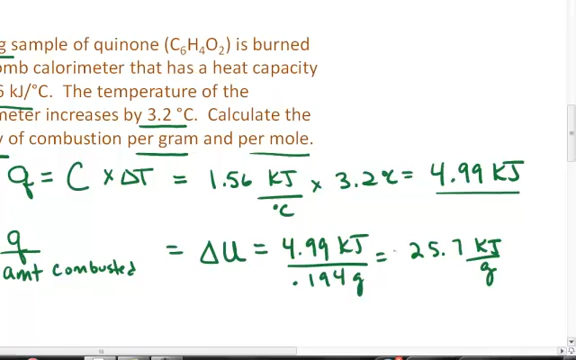 g sample of quinone (C₆H₄O₂) is burned
omb calorimeter that has a heat capacity
6 kJ/°C. The temperature of the
meter increases by 3.2 °C. Calculate the
y of combustion per gram and per mole.
q = C × ΔT = 1.56 KJ/°C × 3.2°C = 4.99 KJ
q/amt combusted = ΔU = 4.99 KJ/.194g = 25.7 KJ/g